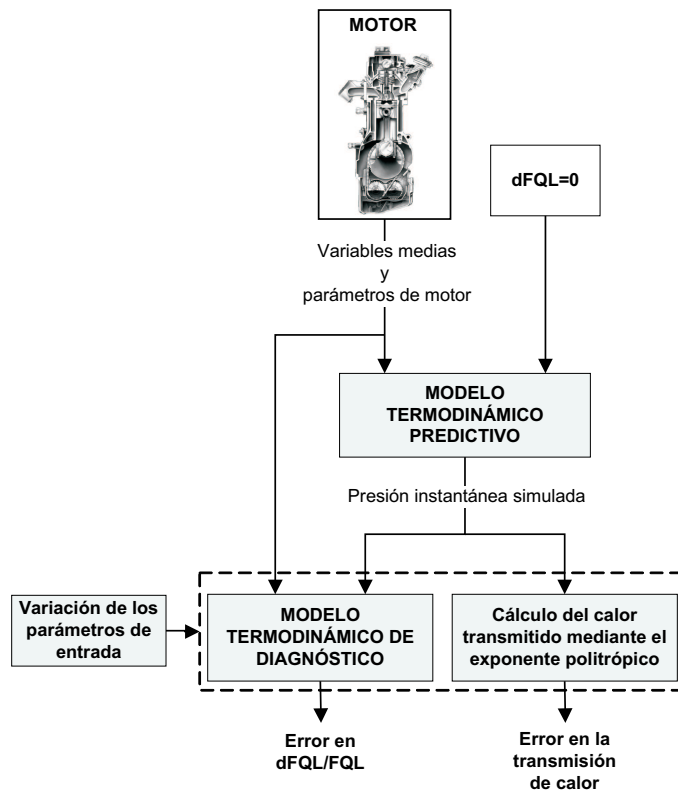 MOTOR
dFQL=0
Variables medias
y
parámetros de motor
MODELO
TERMODINÁMICO
PREDICTIVO
Presión instantánea simulada
Variación de los
parámetros de
entrada
MODELO
TERMODINÁMICO DE
DIAGNÓSTICO
Cálculo del calor
transmitido mediante el
exponente politrópico
Error en
dFQL/FQL
Error en la
transmisión
de calor